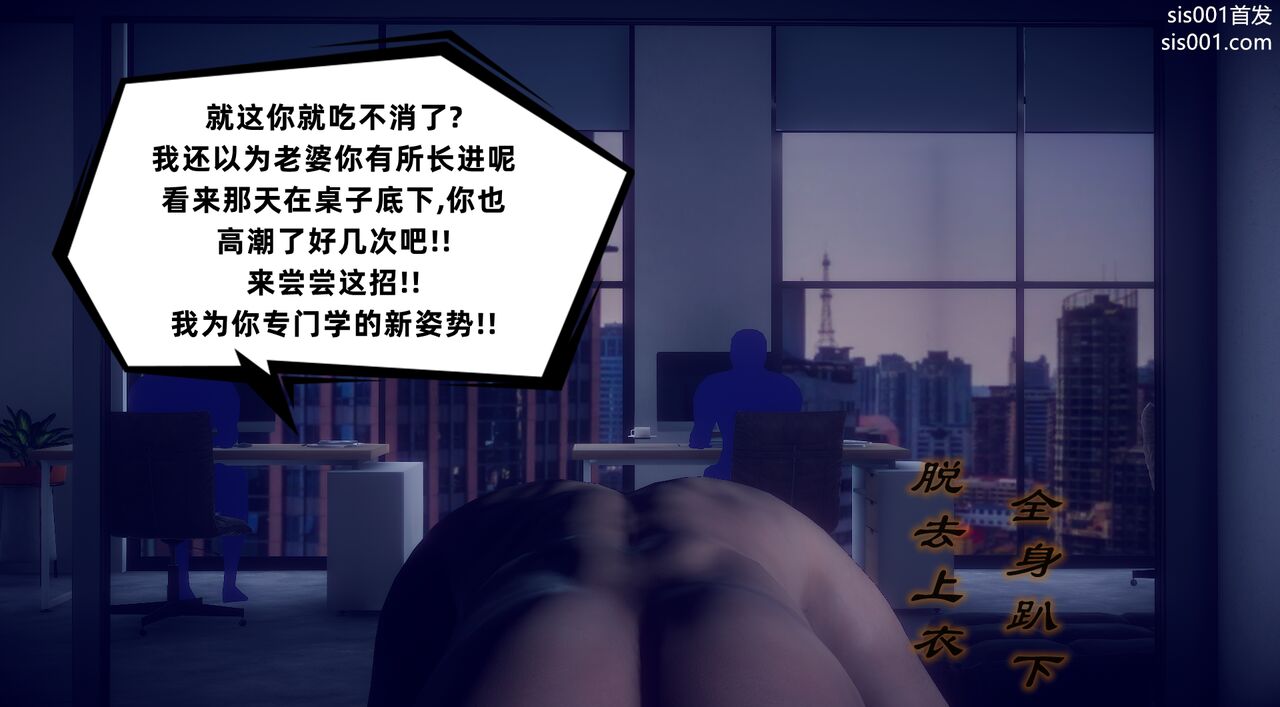 sis001首发
sis001.com
就这你就吃不消了?
我还以为老婆你有所长进呢
看来那天在桌子底下,你也
高潮了好几次吧!!
来尝尝这招!!
我为你专门学的新姿势!!
脱去上衣
全身趴下